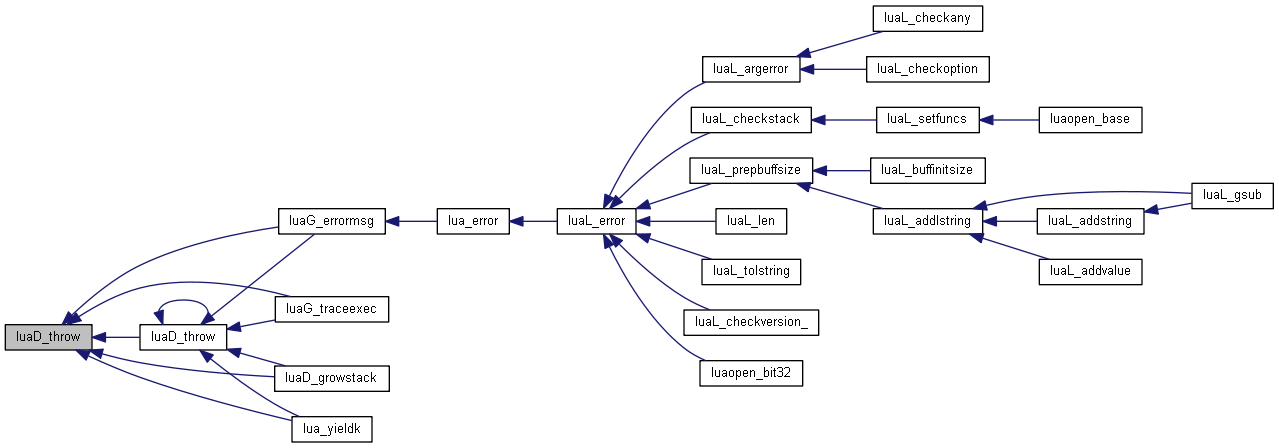 luaL_checkany
luaL_argerror
luaL_checkoption
luaL_checkstack
luaL_setfuncs
luaopen_base
luaL_prepbuffsize
luaL_buffinitsize
luaL_gsub
luaG_errormsg
lua_error
luaL_error
luaL_len
luaL_addlstring
luaL_addstring
luaL_tolstring
luaL_addvalue
luaG_traceexec
luaL_checkversion_
luaD_throw
luaD_throw
luaD_growstack
luaopen_bit32
lua_yieldk